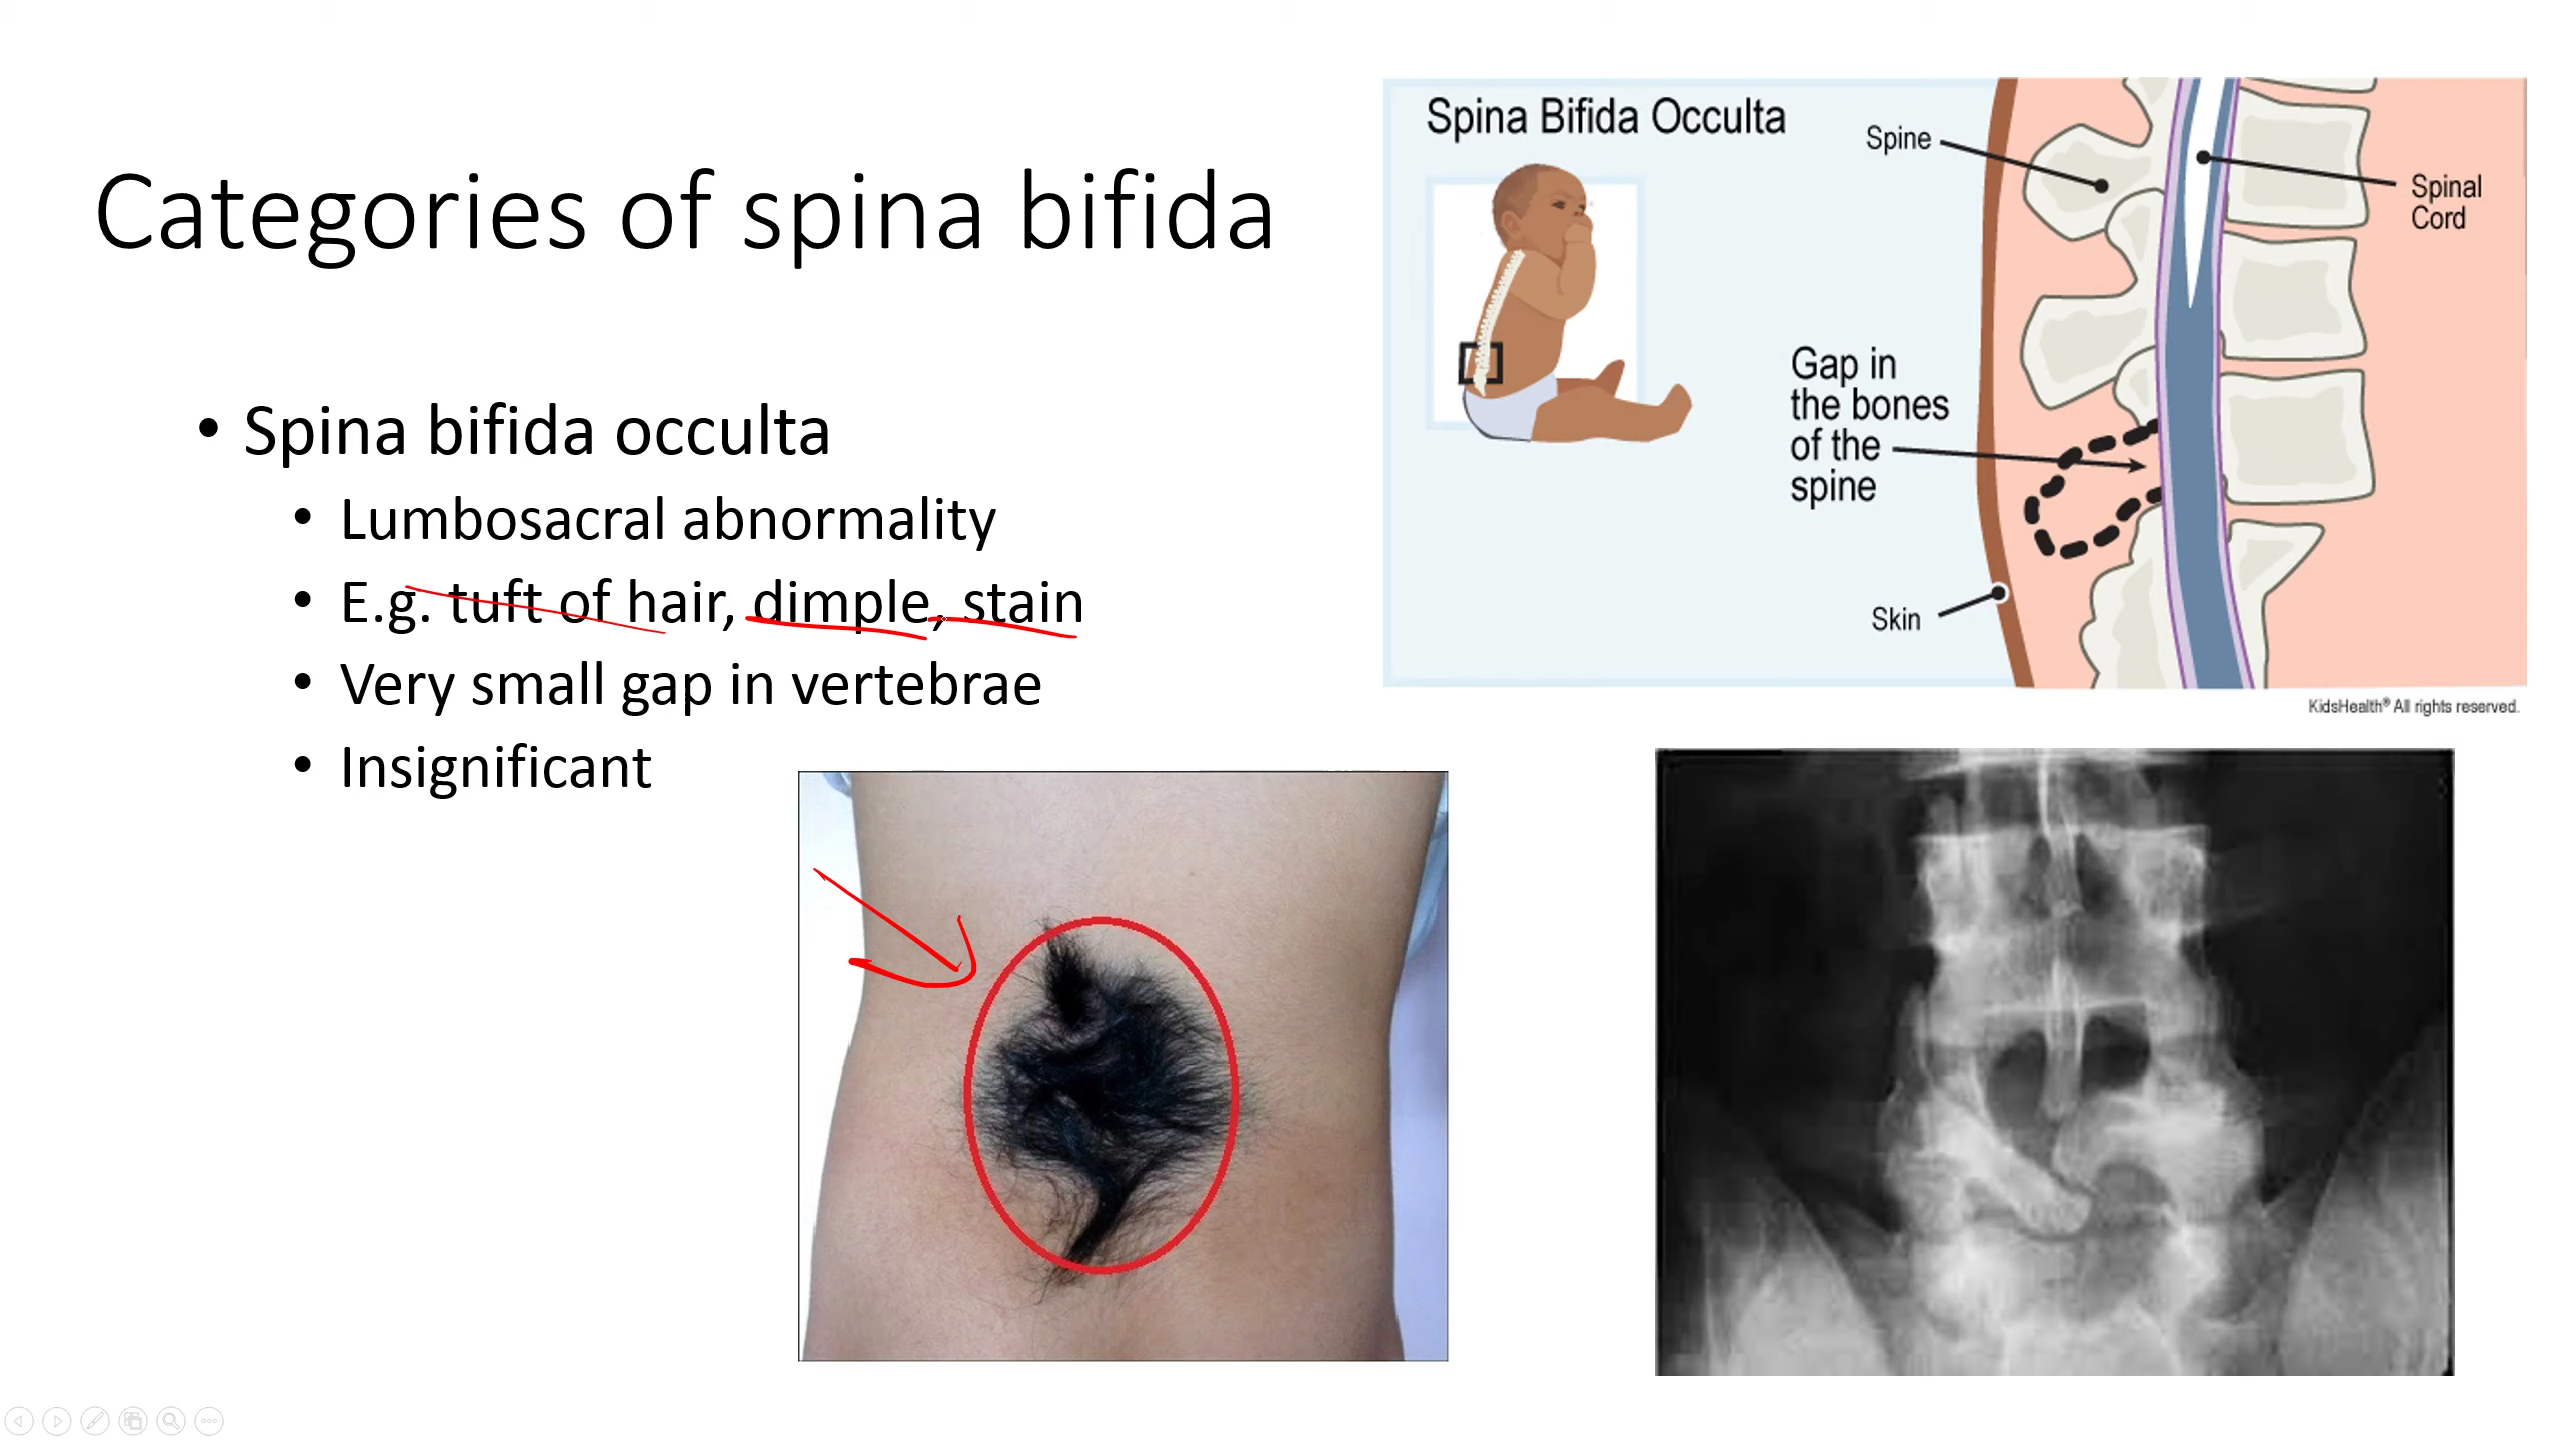 Categories of spina bifida
• Spina bifida occulta
• Lumbosacral abnormality
• E.g. tuft of hair, dimple, stain
• Very small gap in vertebrae
• Insignificant
Spina Bifida Occulta
Spine
Spinal
Cord
Gap in
the bones
of the
spine
Skin
KidsHealth® All rights reserved.